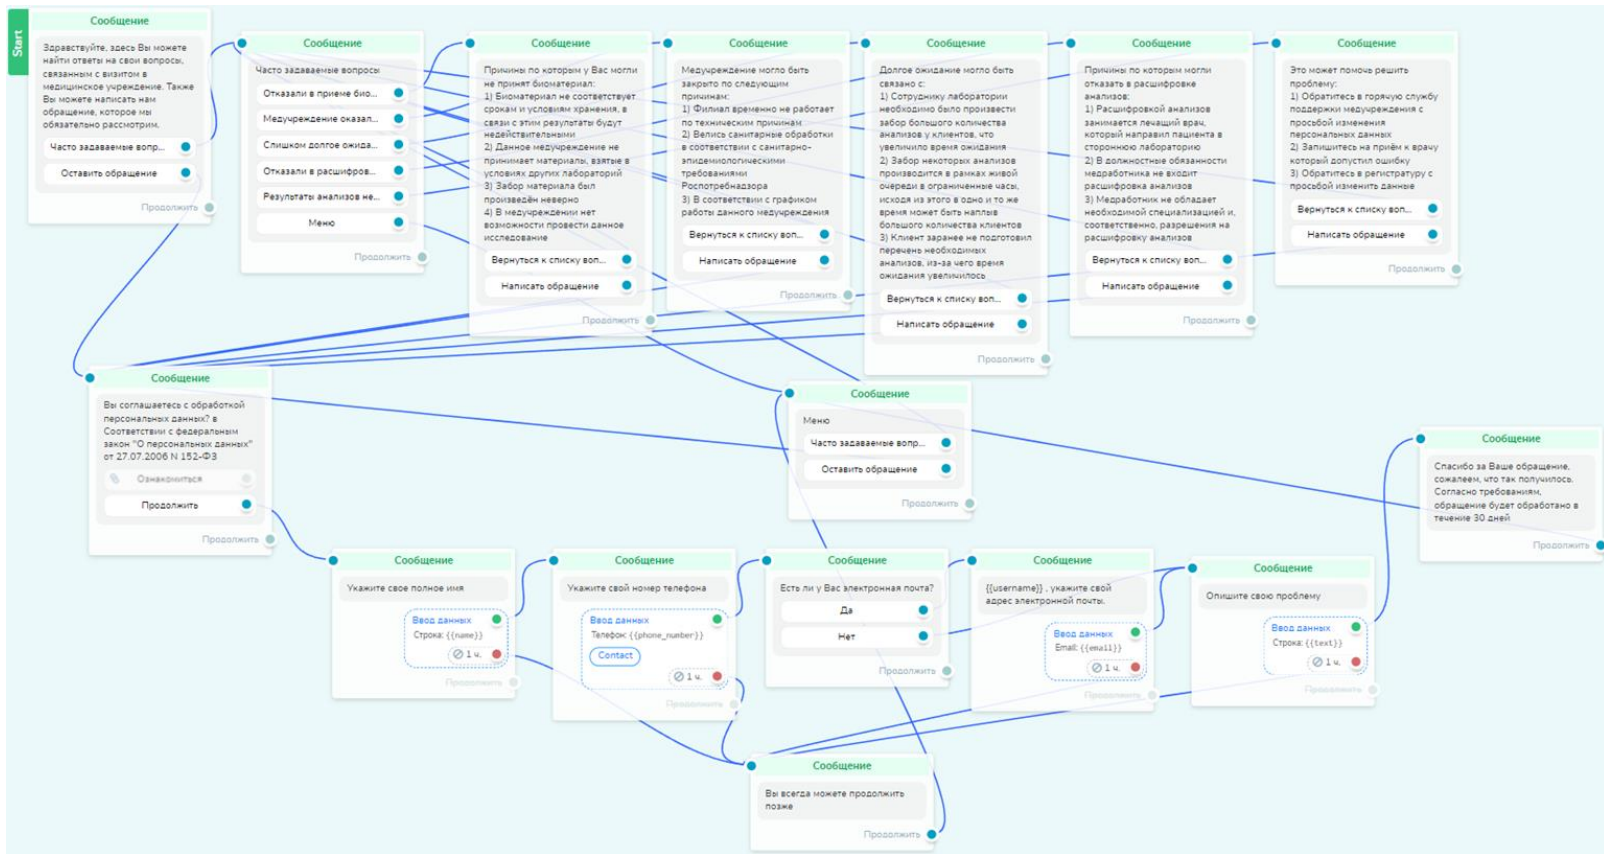 Start
Сообщение
Здравствуйте, здесь Вы можете
найти ответы на свои вопросы,
связанным с визитом в
медицинское учреждение. Также
Вы можете написать нам
обращение, которое мы
обязательно рассмотрим.
Часто задаваемые вопр...
Оставить обращение
Продолжить
Сообщение
Часто задаваемые вопросы
Отказали в приеме био...
Медучреждение оказал...
Слишком долгое ожида...
Отказали в расшифров...
Результаты анализов не...
Меню
Продолжить
Сообщение
Причины по которым у Вас могли
не принят биоматериал:
1) Биоматериал не соответствует
срокам и условиям хранения, в
связи с этим результаты будут
недействительными
2) Данное медучреждение не
принимает материалы, взятые в
условиях других лабораторий
3) Забор материала был
произведён неверно
4) В медучреждении нет
возможности провести данное
исследование
Вернуться к списку воп...
Написать обращение
Продолжить
Сообщение
Медучреждение могло быть
закрыто по следующим
причинам:
1) Филиал временно не работает
по техническим причинам
2) Велись санитарные обработки
в соответствии с санитарно-
эпидемиологическими
требованиями
Роспотребнадзора
3) В соответствии с графиком
работы данного медучреждения
Вернуться к списку воп...
Написать обращение
Продолжить
Сообщение
Долгое ожидание могло быть
связано с:
1) Сотруднику лаборатории
необходимо было произвести
забор большого количества
анализов у клиентов, что
увеличило время ожидания
2) Забор некоторых анализов
производится в рамках живой
очереди в ограниченные часы,
исходя из этого в одно и то же
время может быть наплыв
большого количества клиентов
3) Клиент заранее не подготовил
перечень необходимых
анализов, из-за чего время
ожидания увеличилось
Вернуться к списку воп...
Написать обращение
Продолжить
Сообщение
Причины по которым могли
отказать в расшифровке
анализов:
1) Расшифровкой анализов
занимается лечащий врач,
который направил пациента в
стороннюю лабораторию
2) В должностные обязанности
медработника не входит
расшифровка анализов
3) Медработник не обладает
необходимой специализацией и,
соответственно, разрешения на
расшифровку анализов
Вернуться к списку воп...
Написать обращение
Продолжить
Сообщение
Это может помочь решить
проблему:
1) Обратитесь в горячую службу
поддержки медучреждения с
просьбой изменения
персональных данных
2) Запишитесь на приём к врачу
который допустил ошибку
3) Обратитесь в регистратуру с
просьбой изменить данные
Вернуться к списку воп...
Написать обращение
Продолжить
Сообщение
Вы соглашаетесь с обработкой
персональных данных? в
Соответствии с федеральным
закон "О персональных данных"
от 27.07.2006 N 152-ФЗ
Ознакомиться
Продолжить
Продолжить
Сообщение
Меню
Часто задаваемые вопр...
Оставить обращение
Продолжить
Сообщение
Спасибо за Ваше обращение,
сожалеем, что так получилось.
Согласно требованиям,
обращение будет обработано в
течение 30 дней
Продолжить
Сообщение
Укажите свое полное имя
Ввод данных
Строка: {{name}}
1 ч.
Продолжить
Сообщение
Укажите свой номер телефона
Ввод данных
Телефон: {{phone_number}}
Contact
1 ч.
Продолжить
Сообщение
Есть ли у Вас электронная почта?
Да
Нет
Продолжить
Сообщение
{{username}} , укажите свой
адрес электронной почты.
Ввод данных
Email: {{email}}
1 ч.
Продолжить
Сообщение
Опишите свою проблему
Ввод данных
Строка: {{text}}
1 ч.
Продолжить
Сообщение
Вы всегда можете продолжить
позже
Продолжить